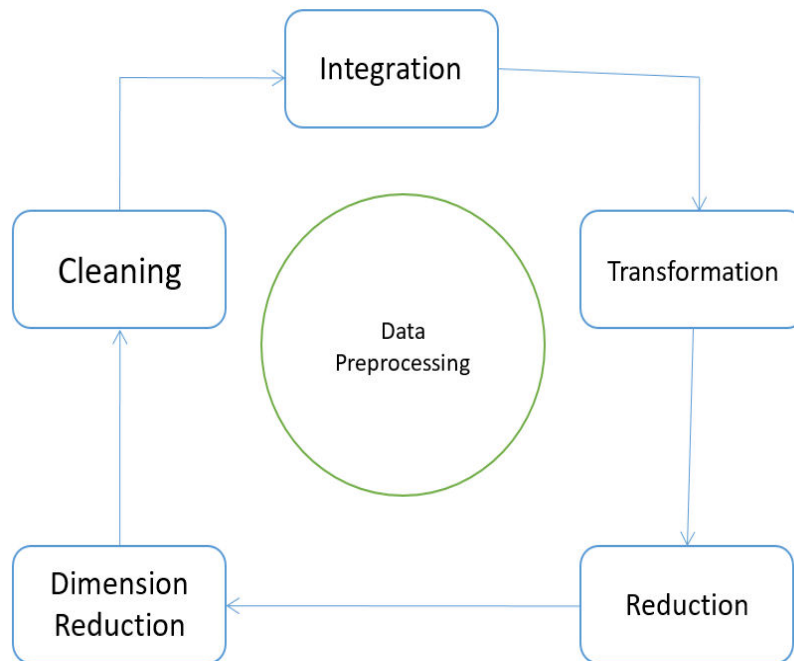 Integration
Cleaning
Transformation
Data
Preprocessing
Dimension
Reduction
Reduction